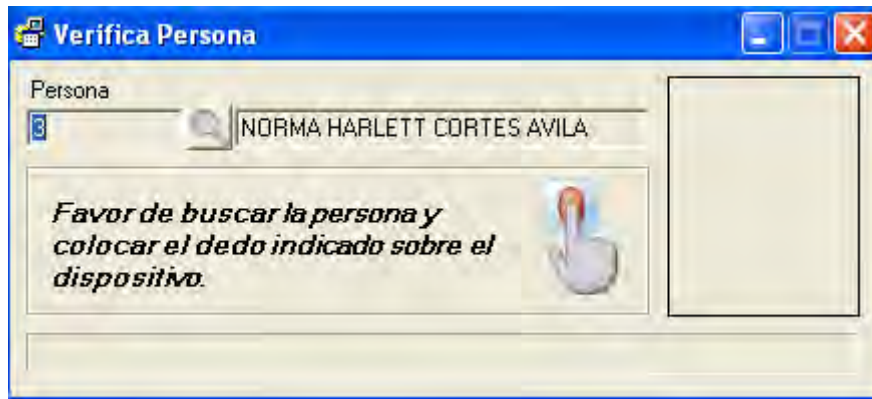 Verifica Persona
Persona
3
NORMA HARLETT CORTES AVILA
Favor de buscar la persona y
colocar el dedo indicado sobre el
dispositivo.